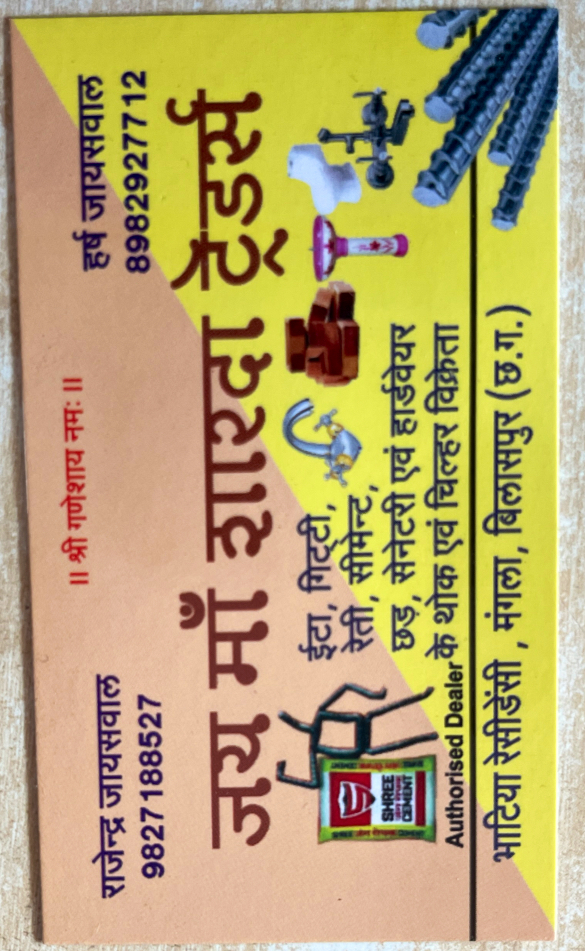 ॥ श्री गणेशाय नमः ॥
राजेन्द्र जायसवाल
9827188527
हर्ष जायसवाल
8982927712
जय माँ शारदा ट्रेडर्स
ईटा, गिट्टी,
रेती, सीमेन्ट,
छड़, सेनेटरी एवं हार्डवेयर
के थोक एवं चिल्हर विक्रेता
SHREE
CEMENT
Authorised Dealer
भाटिया रेसीडेंसी , मंगला, बिलासपुर (छ.ग.)